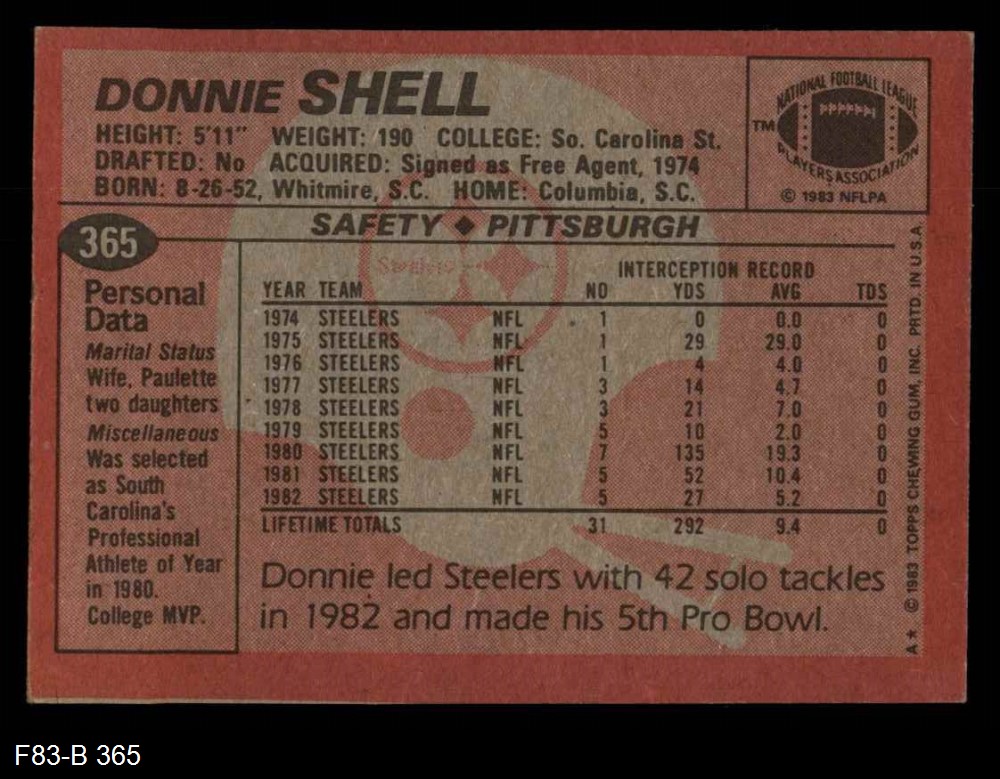 DONNIE SHELL
HEIGHT: 5'11" WEIGHT: 190 COLLEGE: So. Carolina St.
DRAFTED: No ACQUIRED: Signed as Free Agent, 1974
BORN: 8-26-52, Whitmire, S.C. HOME: Columbia, S.C.
NATIONAL FOOTBALL LEAGUE
TM
PLAYERS ASSOCIATION
© 1983 NFLPA
SAFETY ◆ PITTSBURGH
365
Personal
Data
Marital Status
Wife, Paulette
two daughters
Miscellaneous
Was selected
as South
Carolina's
Professional
Athlete of Year
in 1980.
College MVP.
Steelers
INTERCEPTION RECORD
YEAR TEAM NO YDS AVG TDS
1974 STEELERS NFL 1 0 0.0 0
1975 STEELERS NFL 1 29 29.0 0
1976 STEELERS NFL 1 4 4.0 0
1977 STEELERS NFL 3 14 4.7 0
1978 STEELERS NFL 3 21 7.0 0
1979 STEELERS NFL 5 10 2.0 0
1980 STEELERS NFL 7 135 19.3 0
1981 STEELERS NFL 5 52 10.4 0
1982 STEELERS NFL 5 27 5.2 0
LIFETIME TOTALS 31 292 9.4 0
Donnie led Steelers with 42 solo tackles
in 1982 and made his 5th Pro Bowl.
A★ © 1983 TOPPS CHEWING GUM, INC. PRTD. IN U.S.A.
F83-B 365